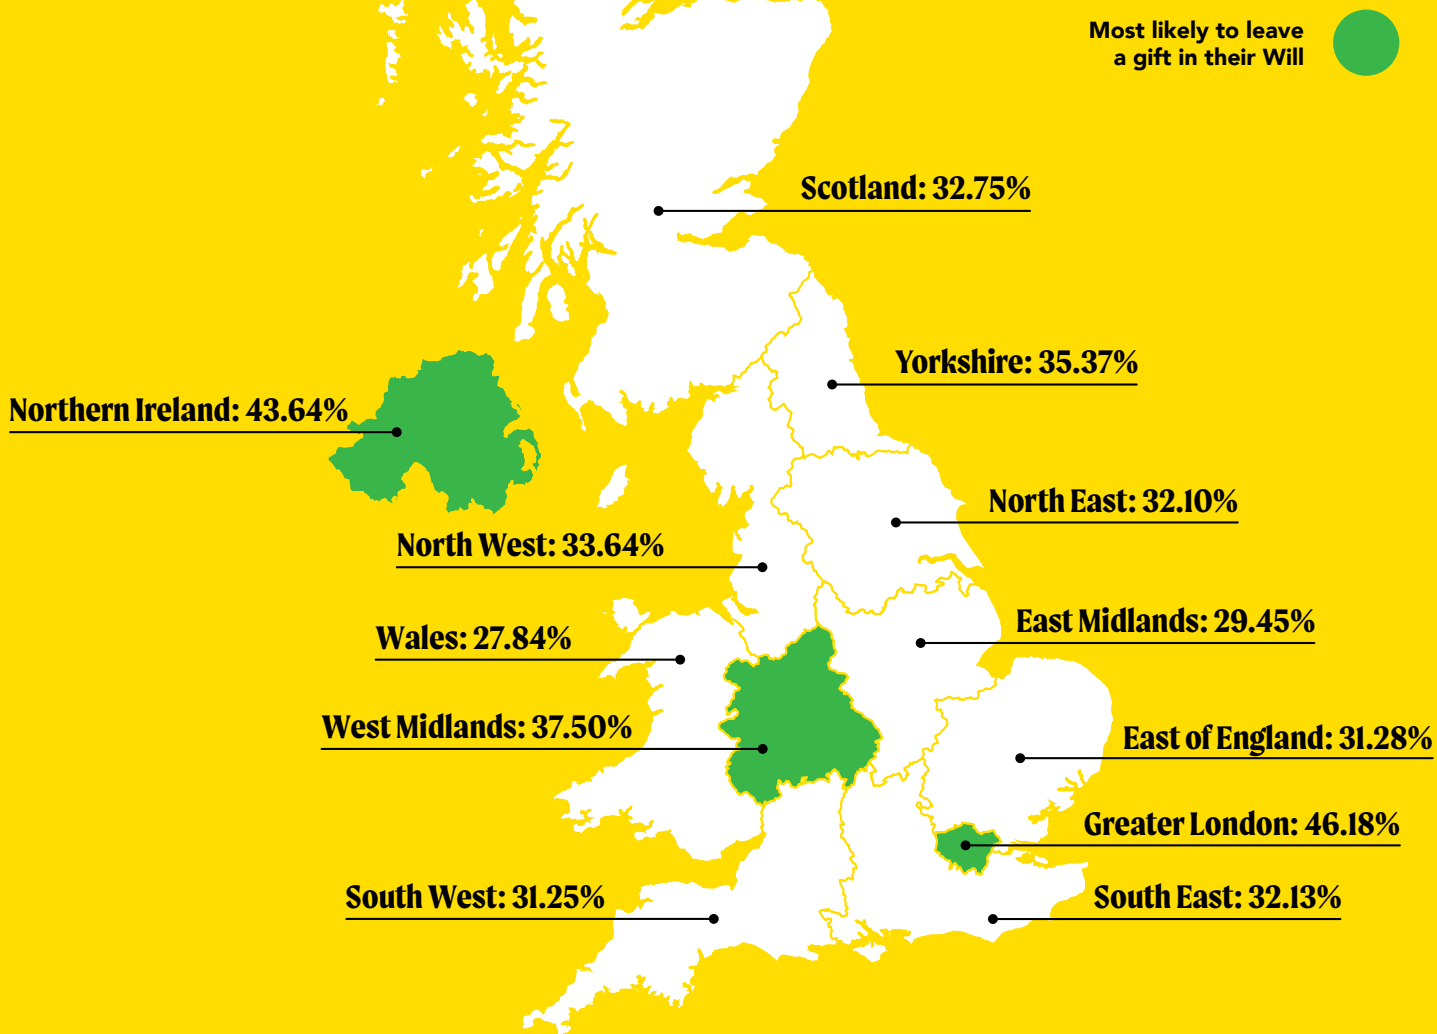 Most likely to leave
a gift in their Will
Scotland: 32.75%
Yorkshire: 35.37%
Northern Ireland: 43.64%
North East: 32.10%
North West: 33.64%
East Midlands: 29.45%
Wales: 27.84%
West Midlands: 37.50%
East of England: 31.28%
Greater London: 46.18%
South West: 31.25%
South East: 32.13%